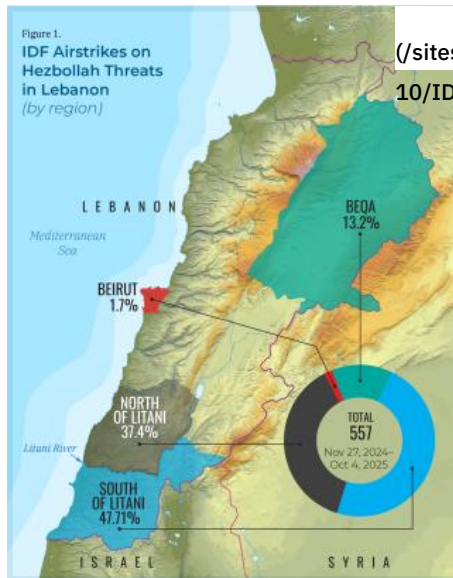 Figure 1.
IDF Airstrikes on
Hezbollah Threats
in Lebanon
(by region)
(/sites
10/ID
LEBANON
Mediterranean
Sea
BEQA
13.2%
BEIRUT
1.7%
NORTH
OF LITANI
37.4%
TOTAL
557
Nov 27, 2024–
Oct 4, 2025
Litani River
SOUTH
OF LITANI
47.71%
ISRAEL
SYRIA